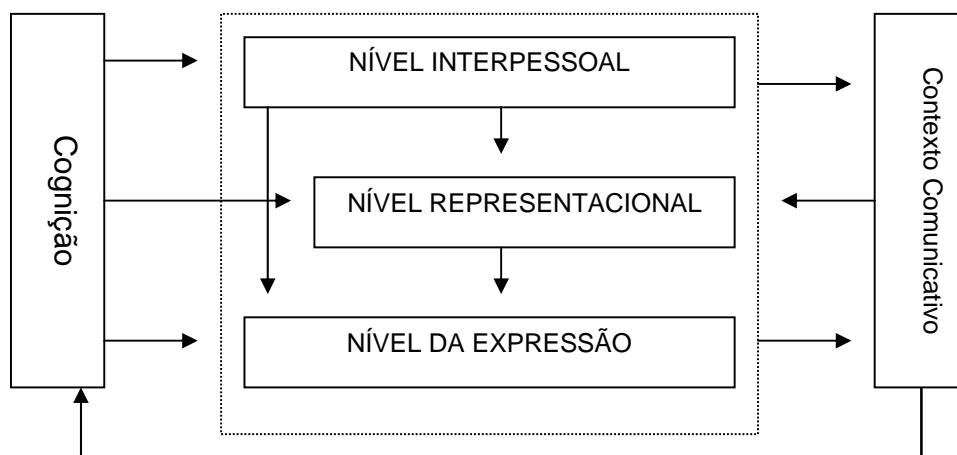 Cognição
NÍVEL INTERPESSOAL
NÍVEL REPRESENTACIONAL
NÍVEL DA EXPRESSÃO
Contexto Comunicativo